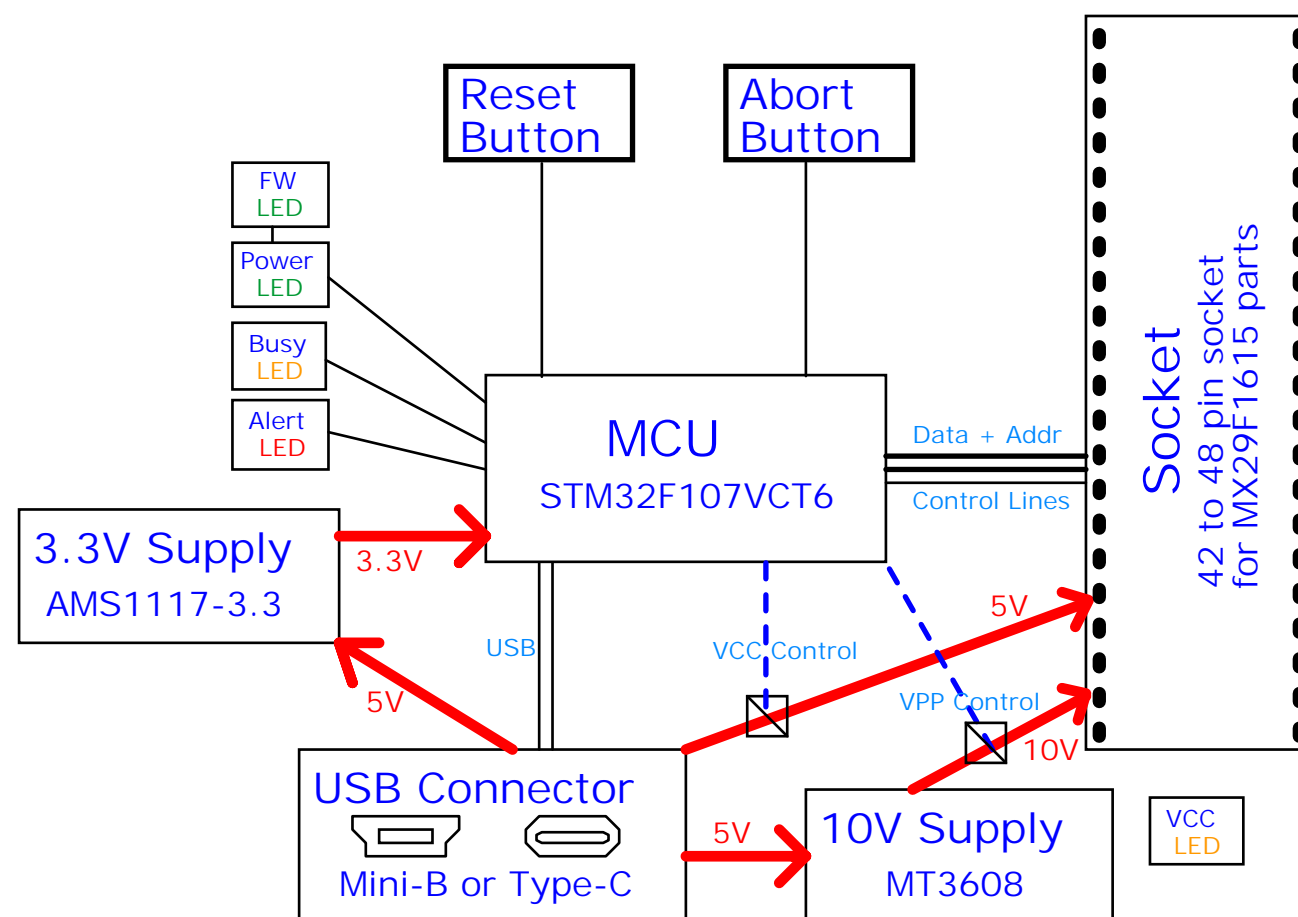 Reset
Button
Abort
Button
FW
LED
Power
LED
Busy
LED
Alert
LED
MCU
STM32F107VCT6
Data + Addr
Control Lines
Socket
42 to 48 pin socket
for MX29F1615 parts
3.3V Supply
AMS1117-3.3
3.3V
5V
USB
VCC Control
5V
VPP Control
10V
USB Connector
Mini-B or Type-C
5V
10V Supply
MT3608
VCC
LED